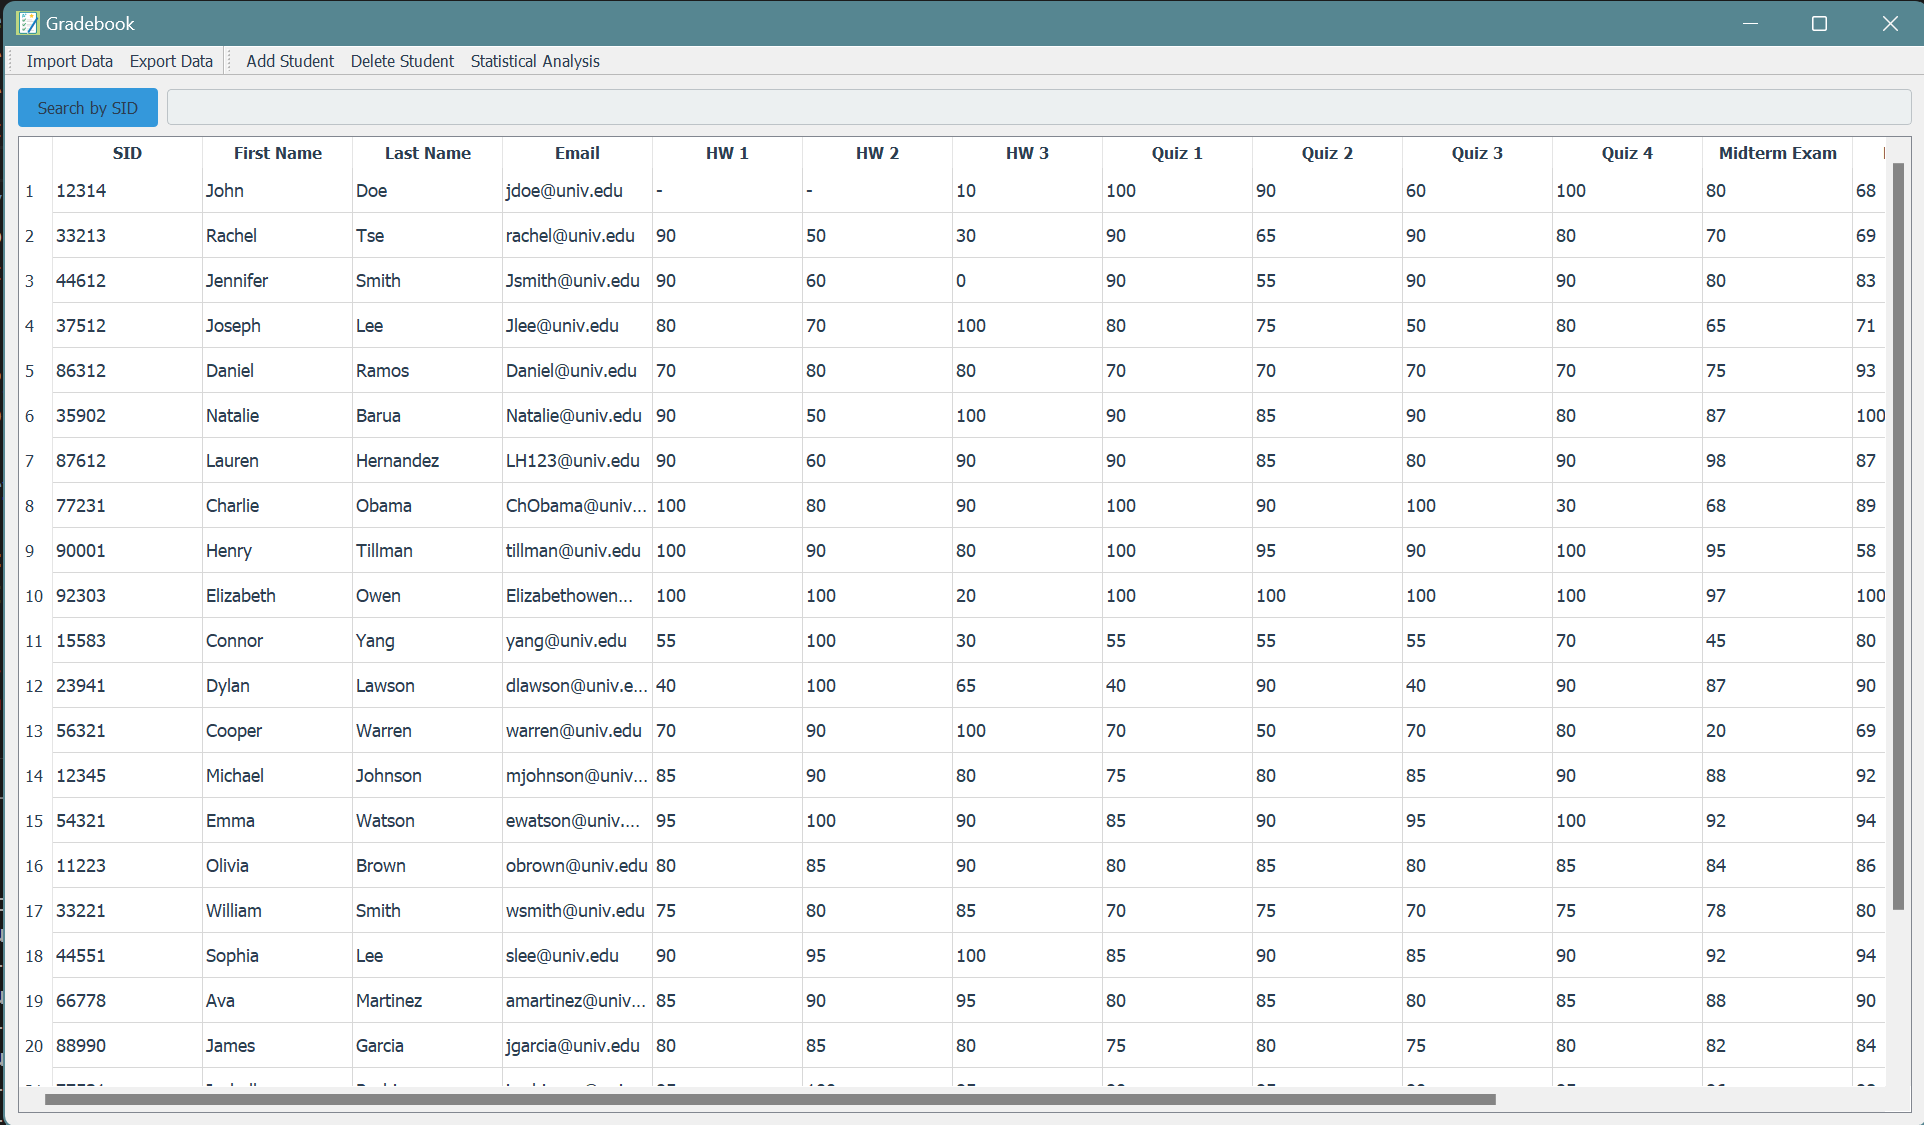 Gradebook
Import Data Export Data Add Student Delete Student Statistical Analysis
Search by SID
SID First Name Last Name Email HW 1 HW 2 HW 3 Quiz 1 Quiz 2 Quiz 3 Quiz 4 Midterm Exam
1 12314 John Doe jdoe@univ.edu - - 10 100 90 60 100 80 68
2 33213 Rachel Tse rachel@univ.edu 90 50 30 90 65 90 80 70 69
3 44612 Jennifer Smith Jsmith@univ.edu 90 60 0 90 55 90 90 80 83
4 37512 Joseph Lee Jlee@univ.edu 80 70 100 80 75 50 80 65 71
5 86312 Daniel Ramos Daniel@univ.edu 70 80 80 70 70 70 70 75 93
6 35902 Natalie Barua Natalie@univ.edu 90 50 100 90 85 90 80 87 100
7 87612 Lauren Hernandez LH123@univ.edu 90 60 90 90 85 80 90 98 87
8 77231 Charlie Obama ChObama@univ... 100 80 90 100 90 100 30 68 89
9 90001 Henry Tillman tillman@univ.edu 100 90 80 100 95 90 100 95 58
10 92303 Elizabeth Owen Elizabethowen... 100 100 20 100 100 100 100 97 100
11 15583 Connor Yang yang@univ.edu 55 100 30 55 55 55 70 45 80
12 23941 Dylan Lawson dlawson@univ.e... 40 100 65 40 90 40 90 87 90
13 56321 Cooper Warren warren@univ.edu 70 90 100 70 50 70 80 20 69
14 12345 Michael Johnson mjohnson@univ... 85 90 80 75 80 85 90 88 92
15 54321 Emma Watson ewatson@univ.... 95 100 90 85 90 95 100 92 94
16 11223 Olivia Brown obrown@univ.edu 80 85 90 80 85 80 85 84 86
17 33221 William Smith wsmith@univ.edu 75 80 85 70 75 70 75 78 80
18 44551 Sophia Lee slee@univ.edu 90 95 100 85 90 85 90 92 94
19 66778 Ava Martinez amartinez@univ... 85 90 95 80 85 80 85 88 90
20 88990 James Garcia jgarcia@univ.edu 80 85 80 75 80 75 80 82 84